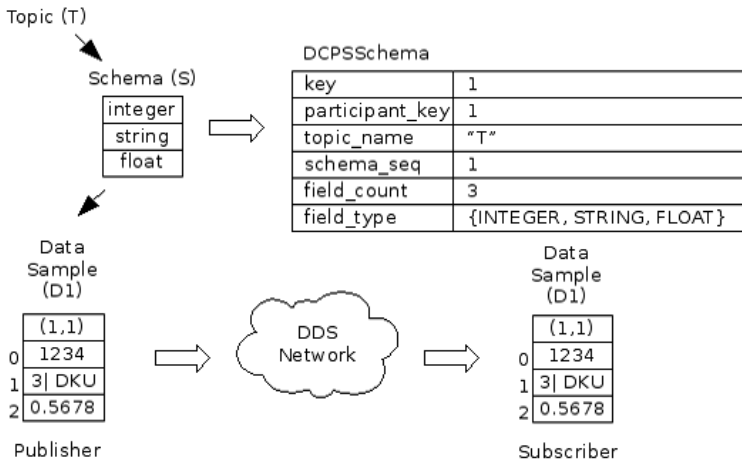 Topic (T)
Schema (S)
integer
string
float
DCPSSchema
key 1
participant_key 1
topic_name “T”
schema_seq 1
field_count 3
field_type {INTEGER, STRING, FLOAT}
Data
Sample
(D1)
(1,1)
0 1234
1 3| DKU
2 0.5678
Publisher
DDS
Network
Data
Sample
(D1)
(1,1)
0 1234
1 3| DKU
2 0.5678
Subscriber